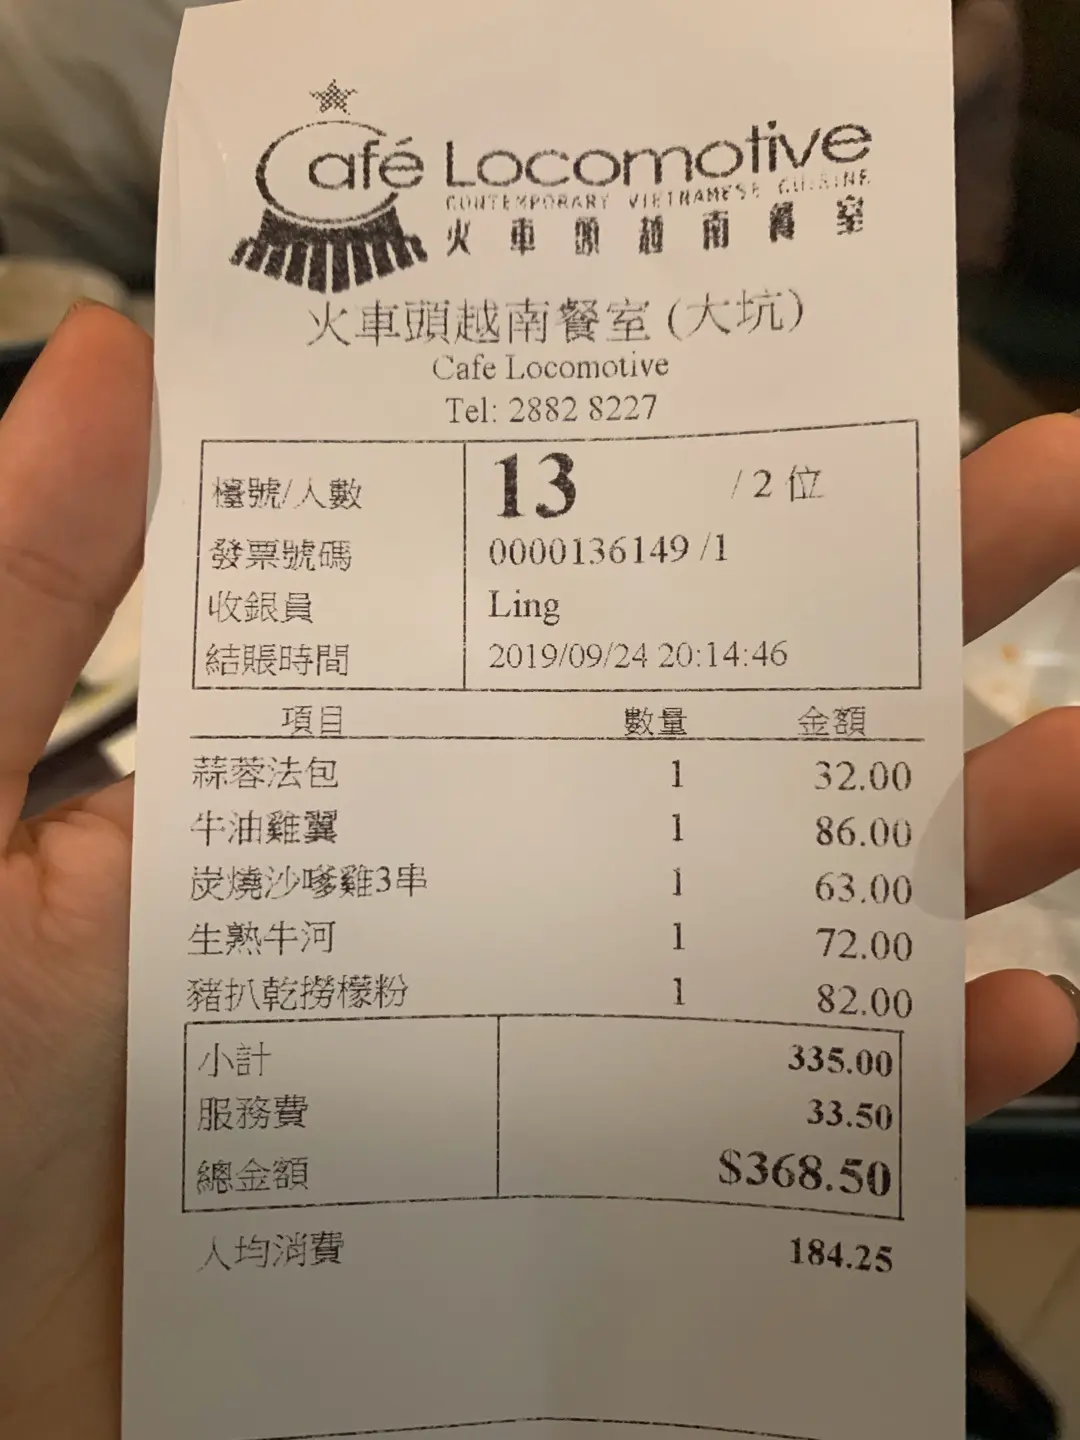 Café Locomotive
CONTEMPORARY VIETNAMESE CUISINE
火車頭越南餐室
火車頭越南餐室 (大坑)
Cafe Locomotive
Tel: 2882 8227
檯號/人數 13 / 2 位
發票號碼 0000136149 /1
收銀員 Ling
結賬時間 2019/09/24 20:14:46
項目 數量 金額
蒜蓉法包 1 32.00
牛油雞翼 1 86.00
炭燒沙嗲雞3串 1 63.00
生熟牛河 1 72.00
豬扒乾撈檬粉 1 82.00
小計 335.00
服務費 33.50
總金額 $368.50
人均消費 184.25